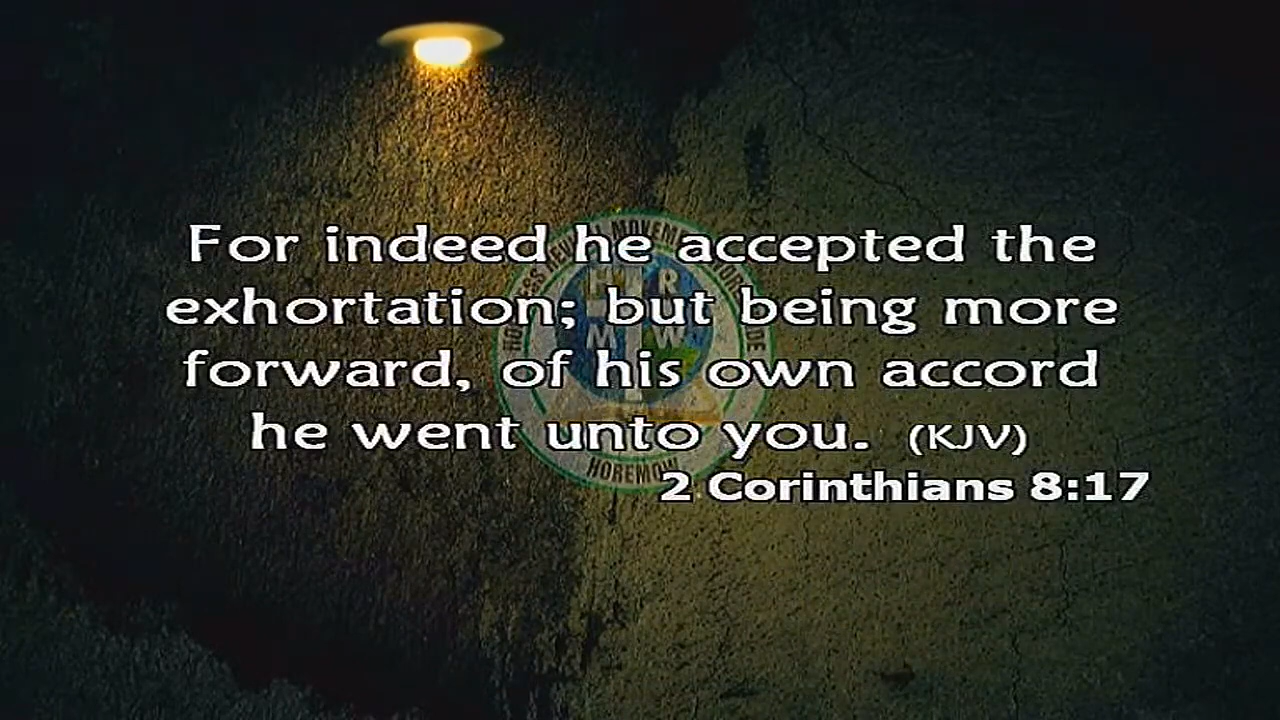 For indeed he accepted the
exhortation; but being more
forward, of his own accord
he went unto you. (KJV)
2 Corinthians 8:17
HOREMOW